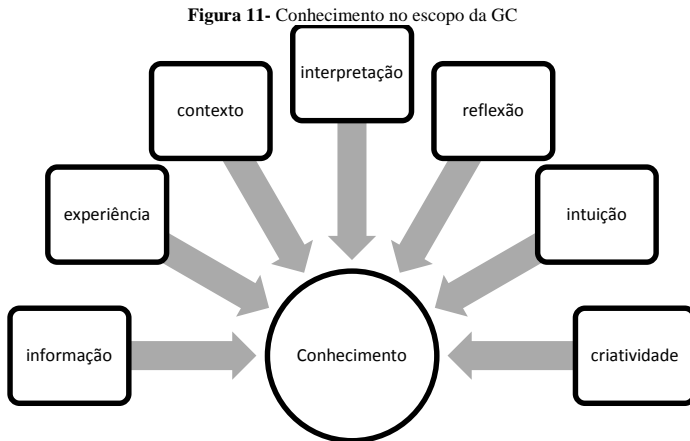 Figura 11- Conhecimento no escopo da GC
interpretação
contexto
reflexão
experiência
intuição
informação
Conhecimento
criatividade